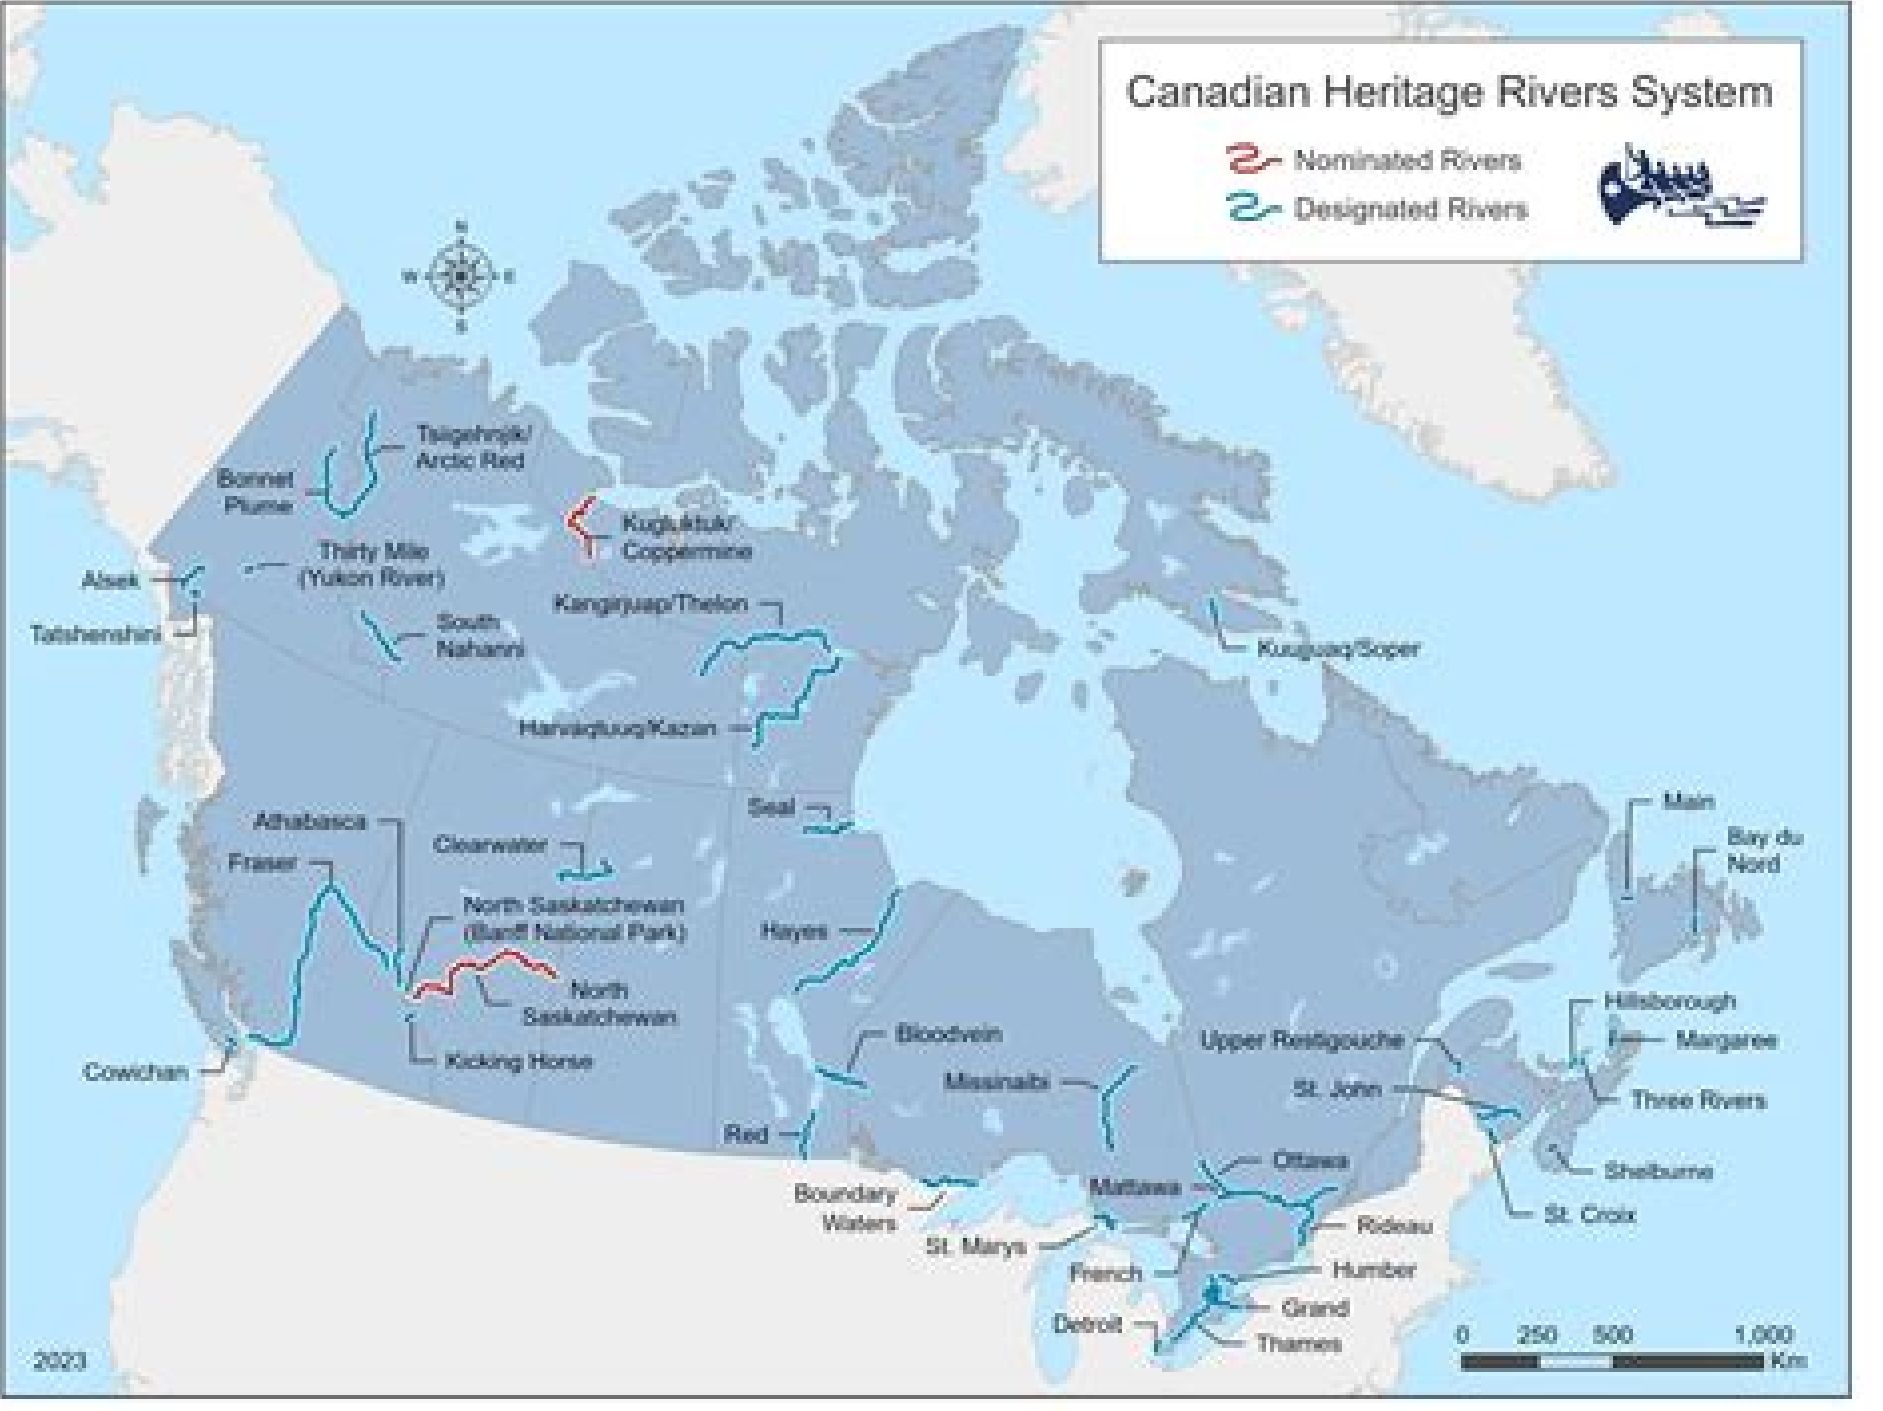 Canadian Heritage Rivers System
Nominated Rivers
Designated Rivers
N
W
E
S
Tsiigehnjik/
Arctic Red
Bonnet
Plume
Kugluktuk/
Coppermine
Thirty Mile
(Yukon River)
Alsek
Kangirjuap/Thelon
Tatshenshini
South
Nahanni
Kuujjuaq/Soper
Harvaqtuuq/Kazan
Main
Seal
Athabasca
Bay du
Nord
Clearwater
Fraser
North Saskatchewan
(Banff National Park)
Hayes
North
Saskatchewan
Hillsborough
Bloodvein
Upper Restigouche
Margaree
Kicking Horse
Cowichan
Missinaibi
St. John
Three Rivers
Red
Ottawa
Shelburne
Mattawa
Boundary
Waters
St. Croix
Rideau
St. Marys
French
Humber
Grand
Detroit
Thames
0 250 500 1,000
Km
2023